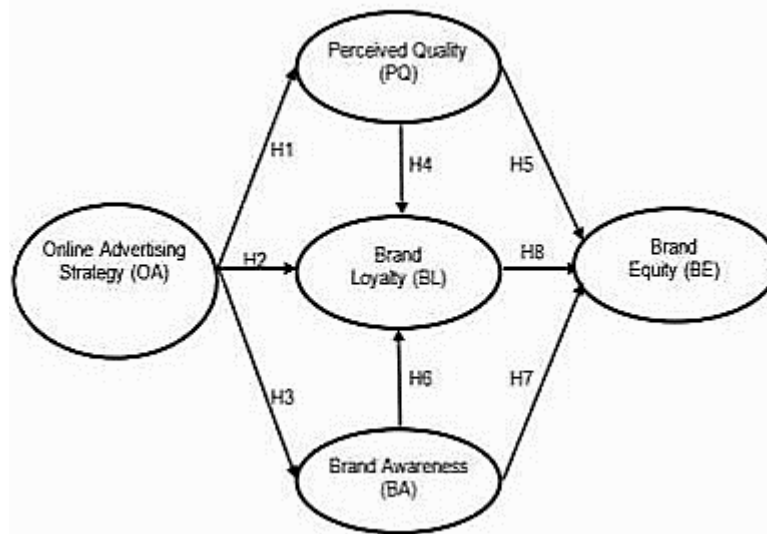 Perceived Quality
(PQ)
H1
H4
H5
Online Advertising
Strategy (OA)
H2
Brand
Loyalty (BL)
H8
Brand
Equity (BE)
H3
H6
H7
Brand Awareness
(BA)